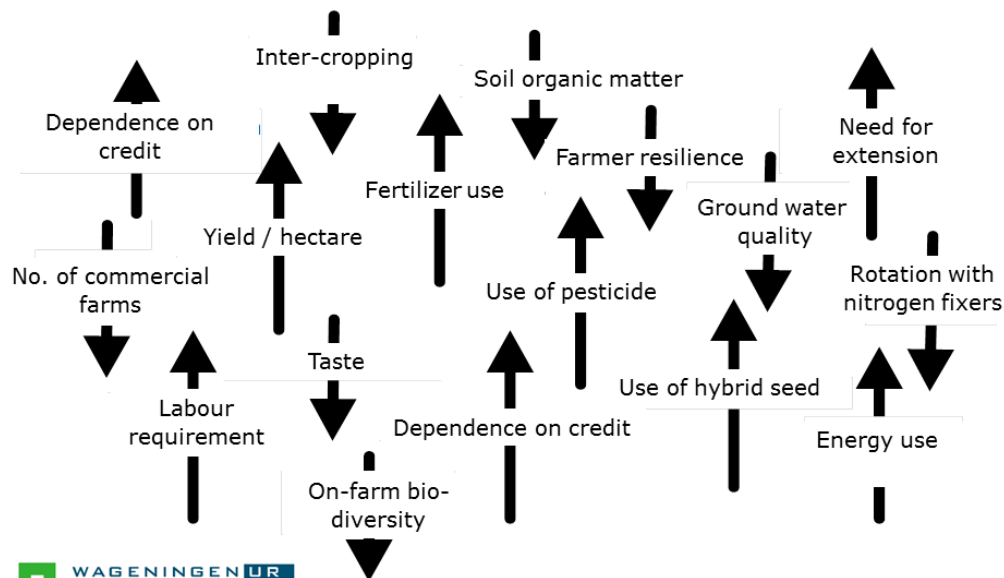 Inter-cropping
Soil organic matter
Dependence on
credit
Need for
extension
Farmer resilience
Fertilizer use
Ground water
quality
Yield / hectare
No. of commercial
farms
Use of pesticide
Rotation with
nitrogen fixers
Taste
Use of hybrid seed
Labour
requirement
Dependence on credit
Energy use
On-farm bio-
diversity
WAGENINGEN UR